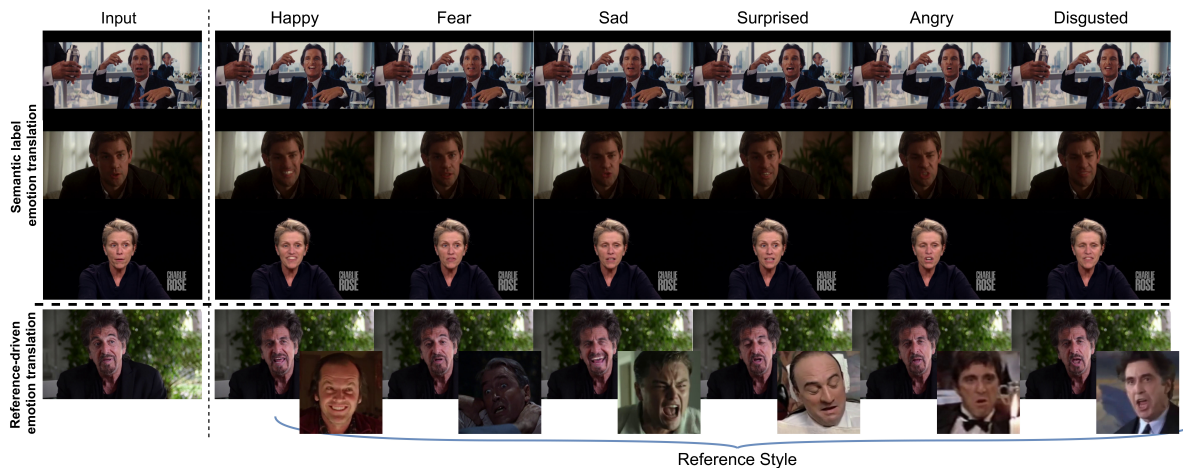 Input
Happy
Fear
Sad
Surprised
Angry
Disgusted
Semantic label
emotion translation
CHARLIE
ROSE
CHARLIE
ROSE
CHARLIE
ROSE
CHARLIE
ROSE
CHARLIE
ROSE
CHARLIE
ROSE
CHARLIE
ROSE
Reference-driven
emotion translation
Reference Style